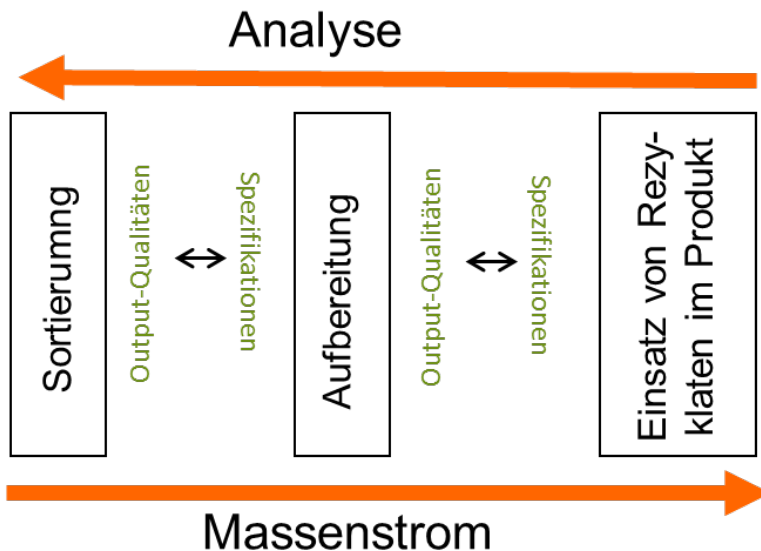 Analyse
Sortierumng
Output-Qualitäten
Spezifikationen
Aufbereitung
Output-Qualitäten
Spezifikationen
Einsatz von Rezy-
klaten im Produkt
Massenstrom